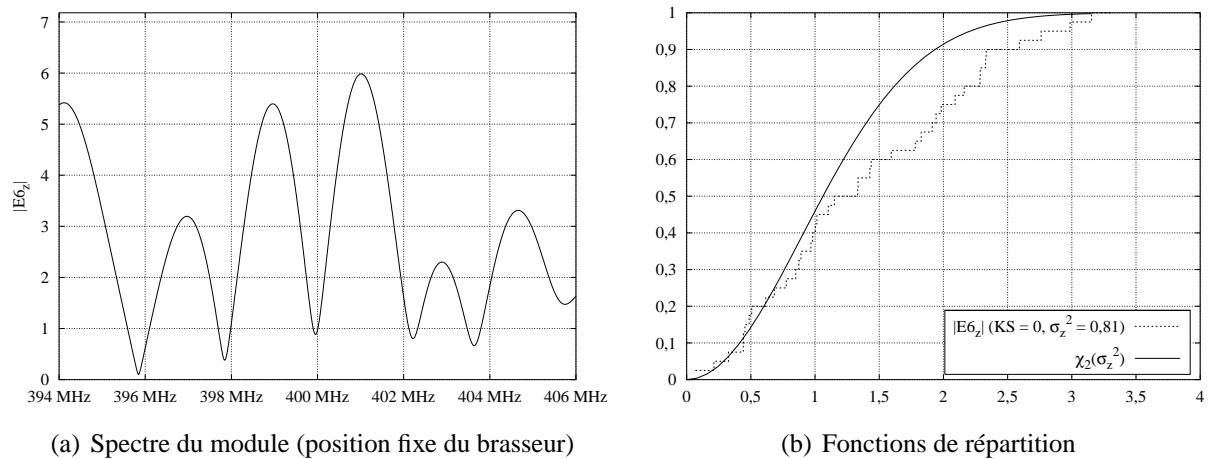 7
6
5
4
3
2
1
0
|E6z|
394 MHz 396 MHz 398 MHz 400 MHz 402 MHz 404 MHz 406 MHz
(a) Spectre du module (position fixe du brasseur)
1
0,9
0,8
0,7
0,6
0,5
0,4
0,3
0,2
0,1
0
0 0,5 1 1,5 2 2,5 3 3,5 4
|E6z| (KS = 0, σz² = 0,81)
χ2(σz²)
(b) Fonctions de répartition